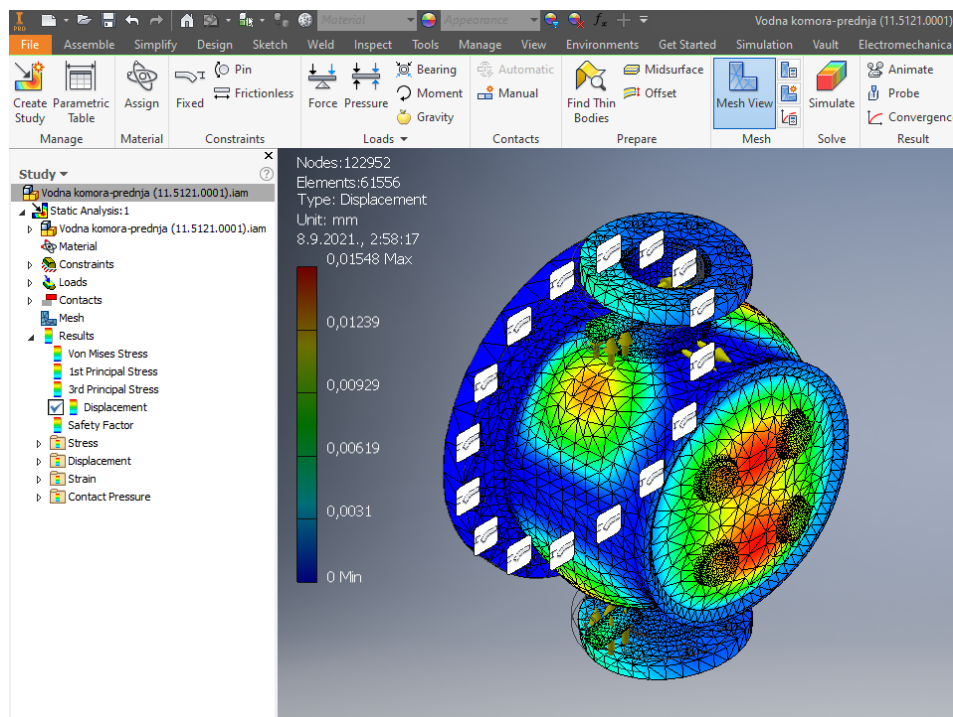 I
PRO
Material
Appearance
fx
Vodna komora-prednja (11.5121.0001)
File Assemble Simplify Design Sketch Weld Inspect Tools Manage View Environments Get Started Simulation Vault Electromechanica
Create Study
Parametric Table
Assign
Fixed
Pin
Frictionless
Force
Pressure
Bearing
Moment
Gravity
Automatic
Manual
Find Thin Bodies
Midsurface
Offset
Mesh View
Simulate
Animate
Probe
Convergenc
Manage Material Constraints Loads Contacts Prepare Mesh Solve Result
Study
Vodna komora-prednja (11.5121.0001).iam
Static Analysis:1
Vodna komora-prednja (11.5121.0001).iam
Material
Constraints
Loads
Contacts
Mesh
Results
Von Mises Stress
1st Principal Stress
3rd Principal Stress
Displacement
Safety Factor
Stress
Displacement
Strain
Contact Pressure
Nodes:122952
Elements:61556
Type: Displacement
Unit: mm
8.9.2021., 2:58:17
0,01548 Max
0,01239
0,00929
0,00619
0,0031
0 Min